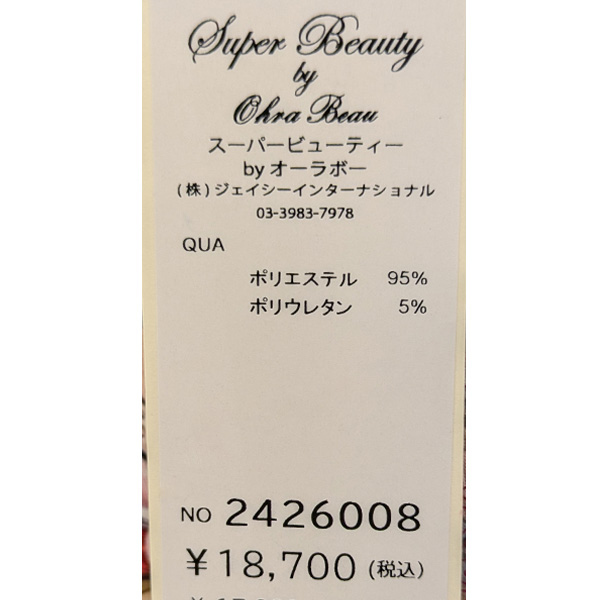 Super Beauty
by
Ohra Beau
スーパービューティー
by オーラボー
(株)ジェイシーインターナショナル
03-3983-7978
QUA
ポリエステル 95%
ポリウレタン 5%
NO 2426008
¥18,700 (税込)